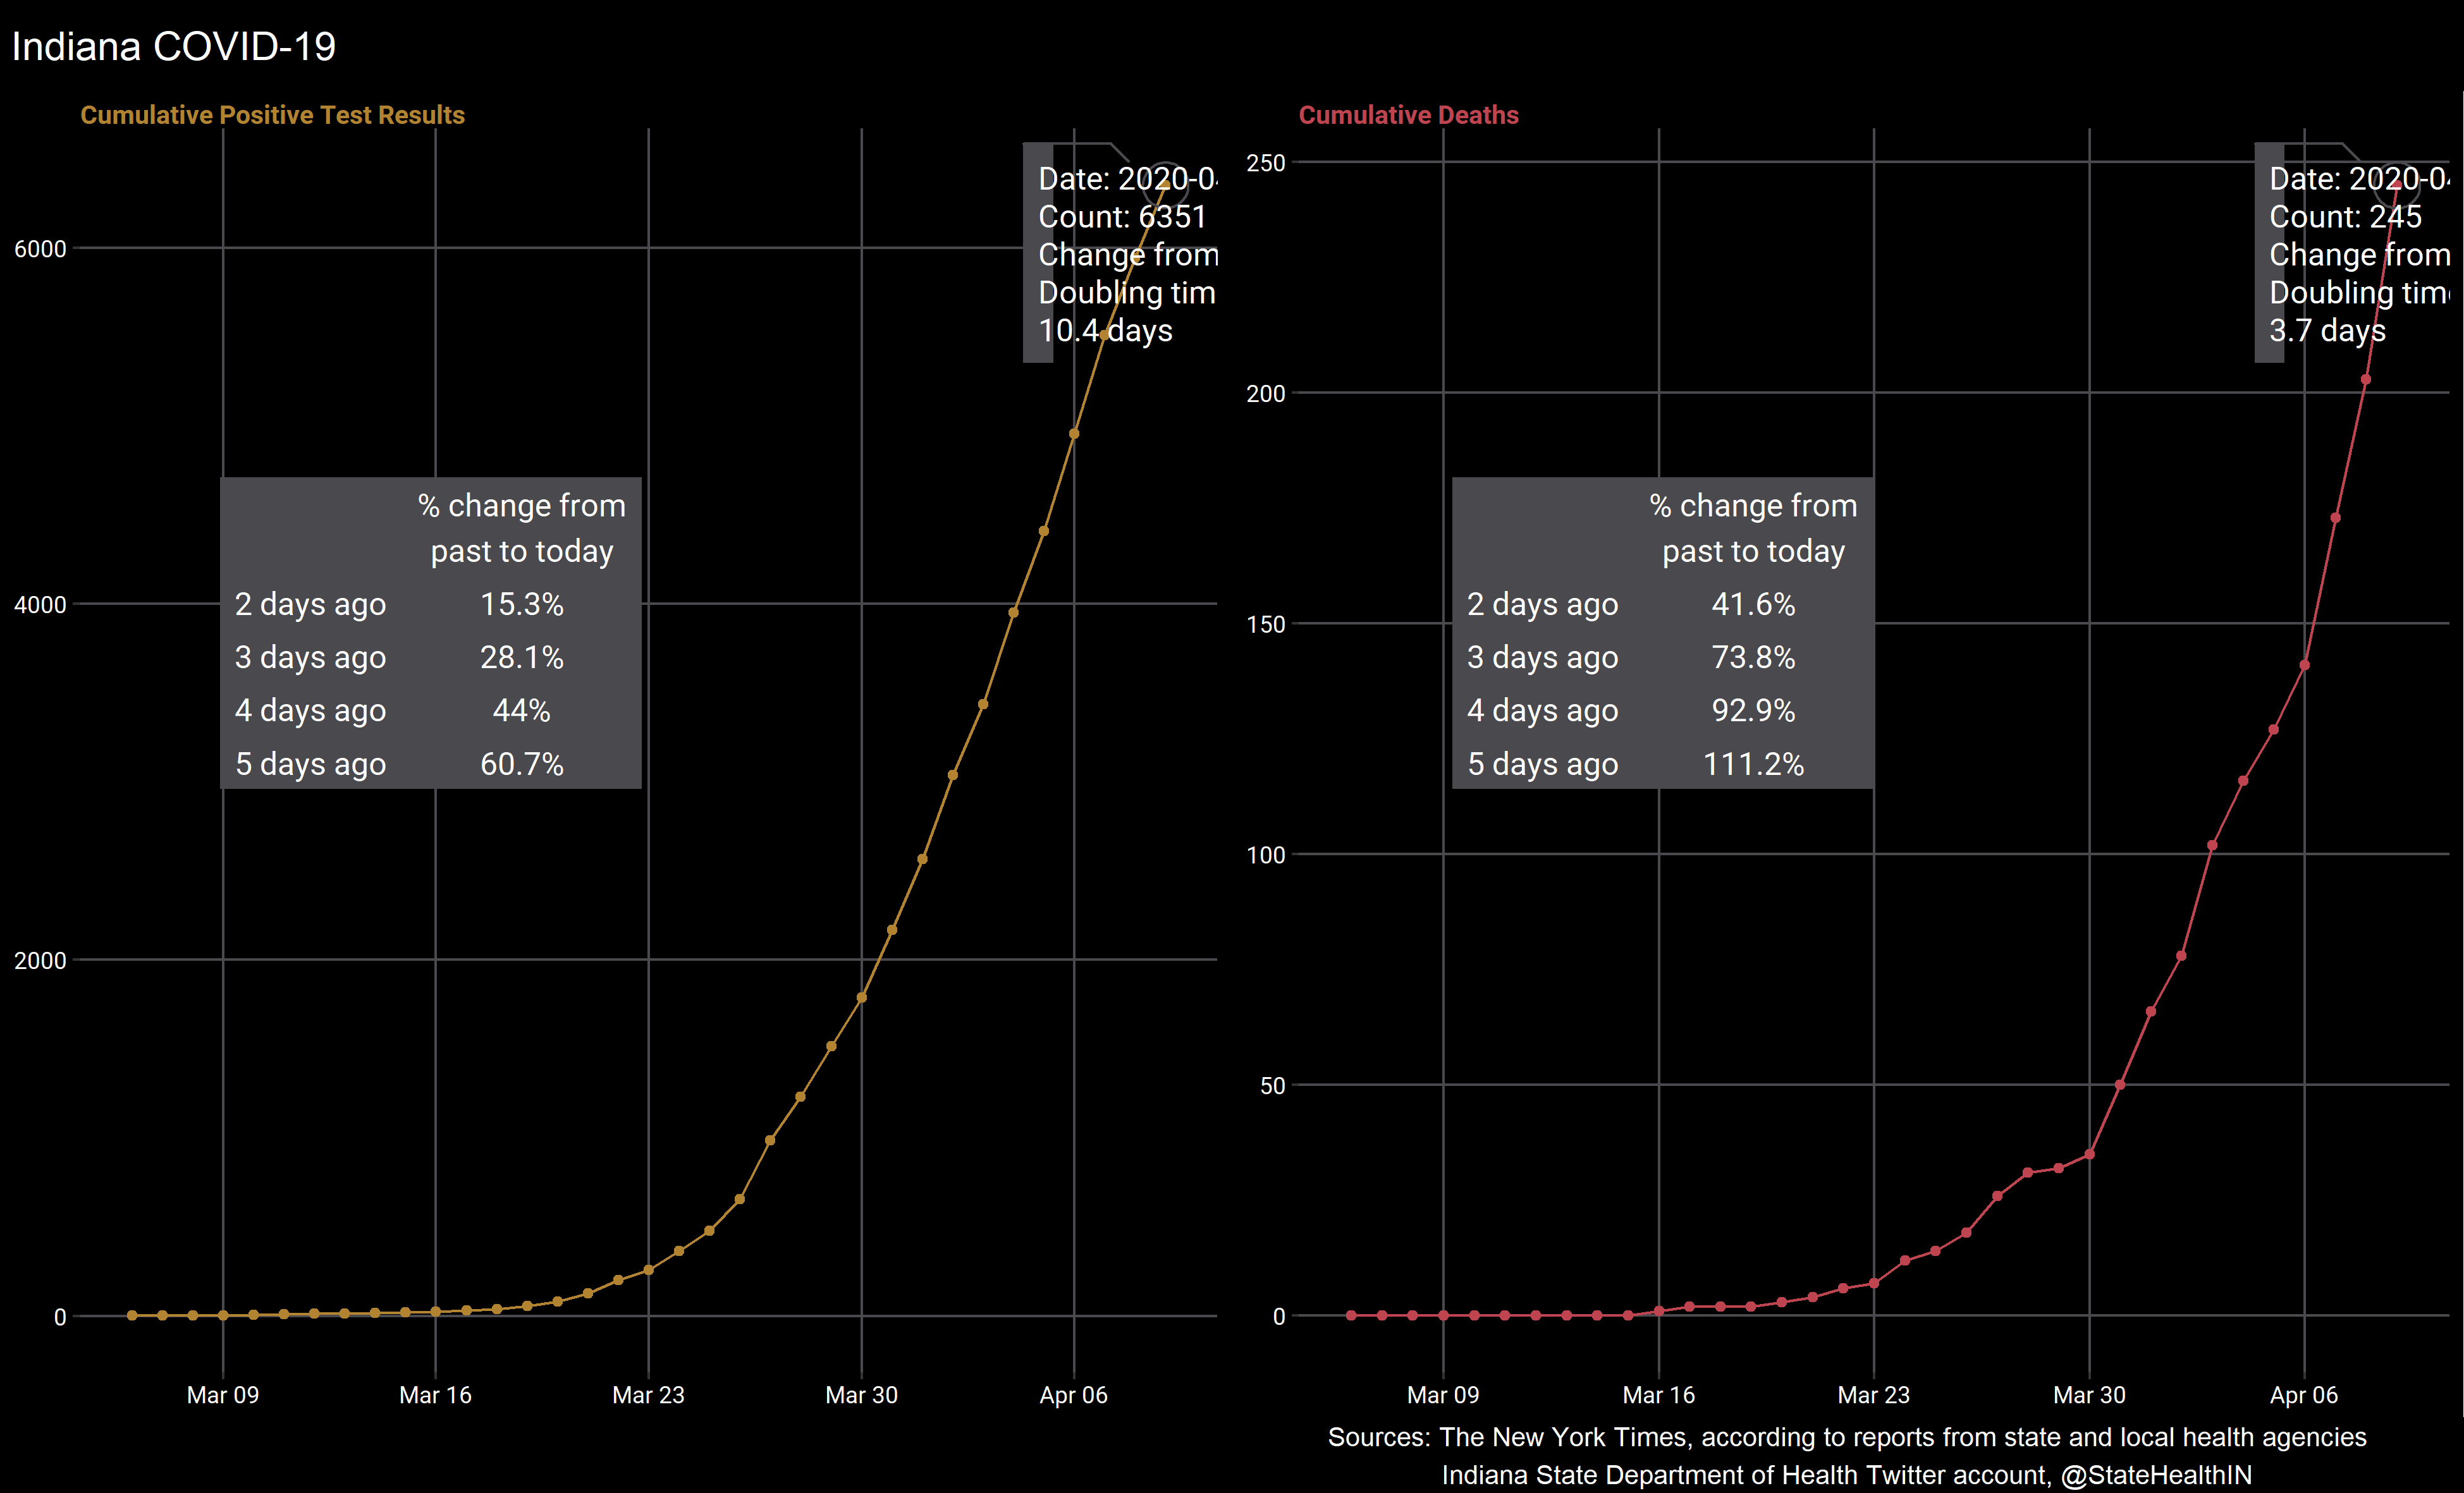 Indiana COVID-19
Cumulative Positive Test Results
Date: 2020-0
Count: 6351
Change from
Doubling tim
10.4 days
% change from
past to today
2 days ago 15.3%
3 days ago 28.1%
4 days ago 44%
5 days ago 60.7%
6000
4000
2000
0
Mar 09 Mar 16 Mar 23 Mar 30 Apr 06
Cumulative Deaths
Date: 2020-0
Count: 245
Change from
Doubling tim
3.7 days
% change from
past to today
2 days ago 41.6%
3 days ago 73.8%
4 days ago 92.9%
5 days ago 111.2%
250
200
150
100
50
0
Mar 09 Mar 16 Mar 23 Mar 30 Apr 06
Sources: The New York Times, according to reports from state and local health agencies
Indiana State Department of Health Twitter account, @StateHealthIN